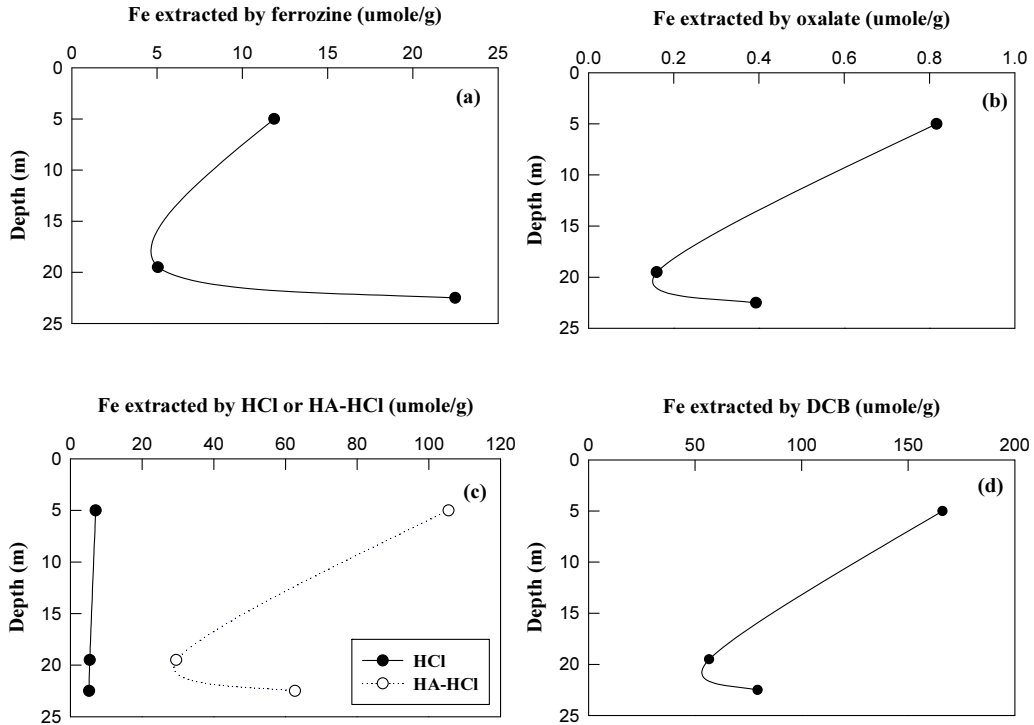 Fe extracted by ferrozine (umole/g)
0 5 10 15 20 25
0
5
10
15
20
25
Depth (m)
(a)
Fe extracted by oxalate (umole/g)
0.0 0.2 0.4 0.6 0.8 1.0
0
5
10
15
20
25
Depth (m)
(b)
Fe extracted by HCl or HA-HCl (umole/g)
0 20 40 60 80 100 120
0
5
10
15
20
25
Depth (m)
(c)
HCl
HA-HCl
Fe extracted by DCB (umole/g)
0 50 100 150 200
0
5
10
15
20
25
Depth (m)
(d)